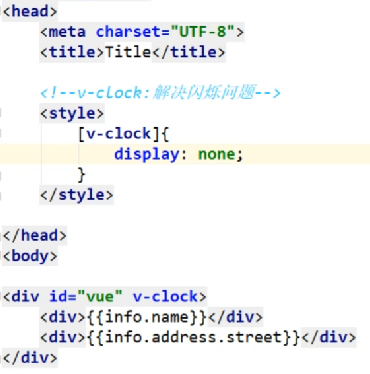 <head>
<meta charset="UTF-8">
<title>Title</title>
<!--v-clock:解决闪烁问题-->
<style>
[v-clock]{
display: none;
}
</style>
</head>
<body>
<div id="vue" v-clock>
<div>{{info.name}}</div>
<div>{{info.address.street}}</div>
</div>